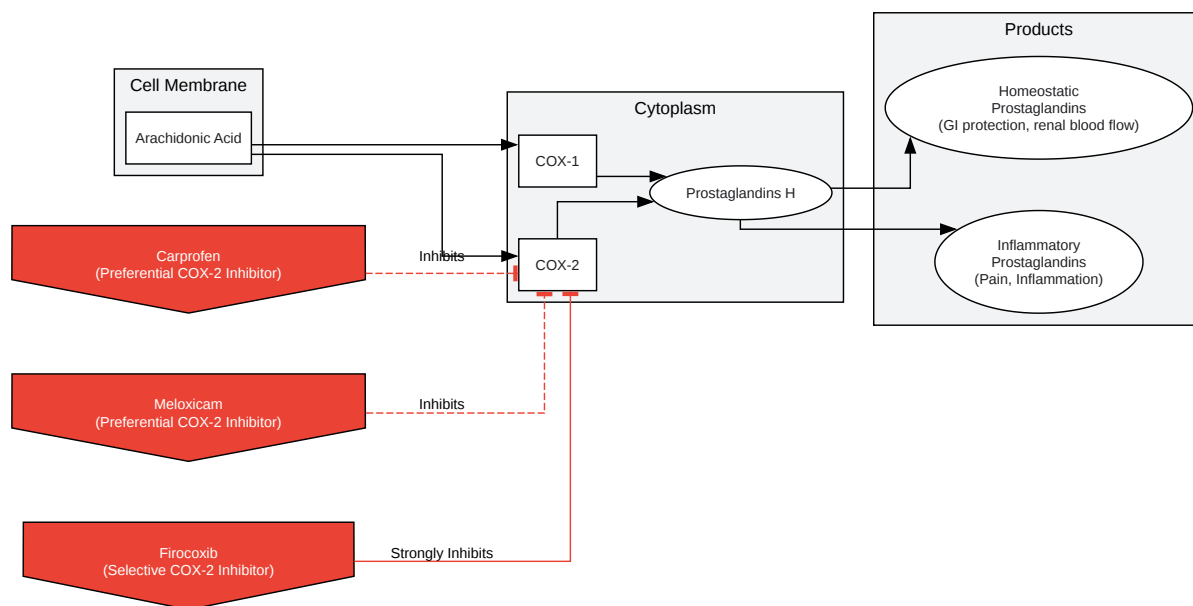 Products
Homeostatic
Prostaglandins
(GI protection, renal blood flow)
Cell Membrane
Arachidonic Acid
Cytoplasm
COX-1
Prostaglandins H
COX-2
Inflammatory
Prostaglandins
(Pain, Inflammation)
Carprofen
(Preferential COX-2 Inhibitor)
Inhibits
Meloxicam
(Preferential COX-2 Inhibitor)
Inhibits
Firocoxib
(Selective COX-2 Inhibitor)
Strongly Inhibits